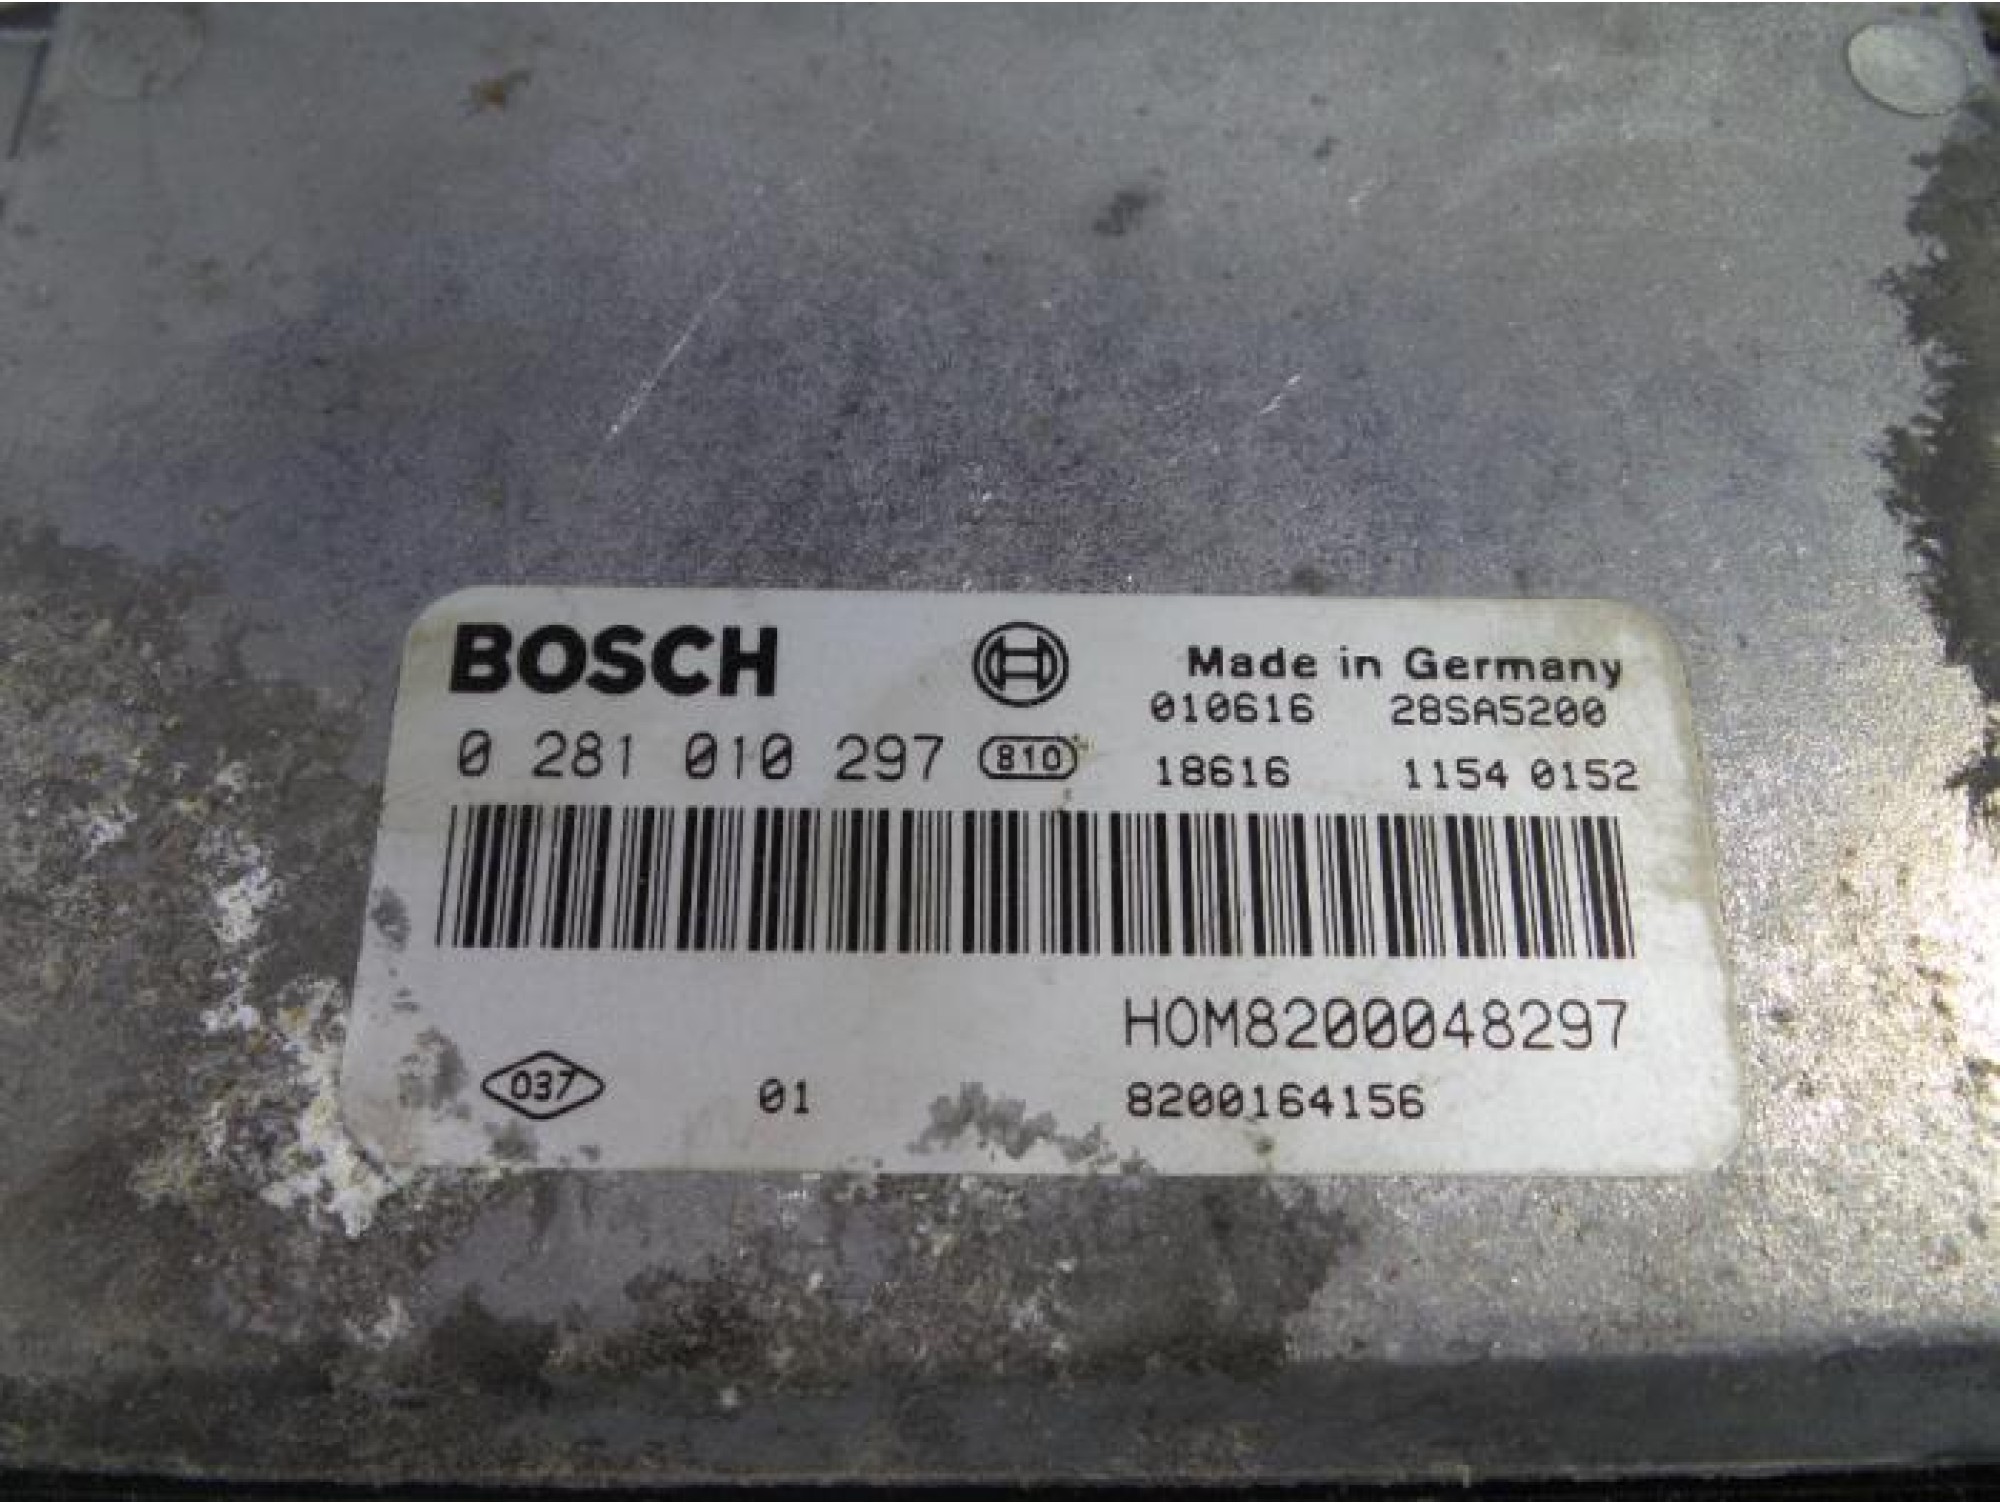 BOSCH Made in Germany
010616 28SA5200
0 281 010 297 810 18616 1154 0152
HOM8200048297
037 01 8200164156